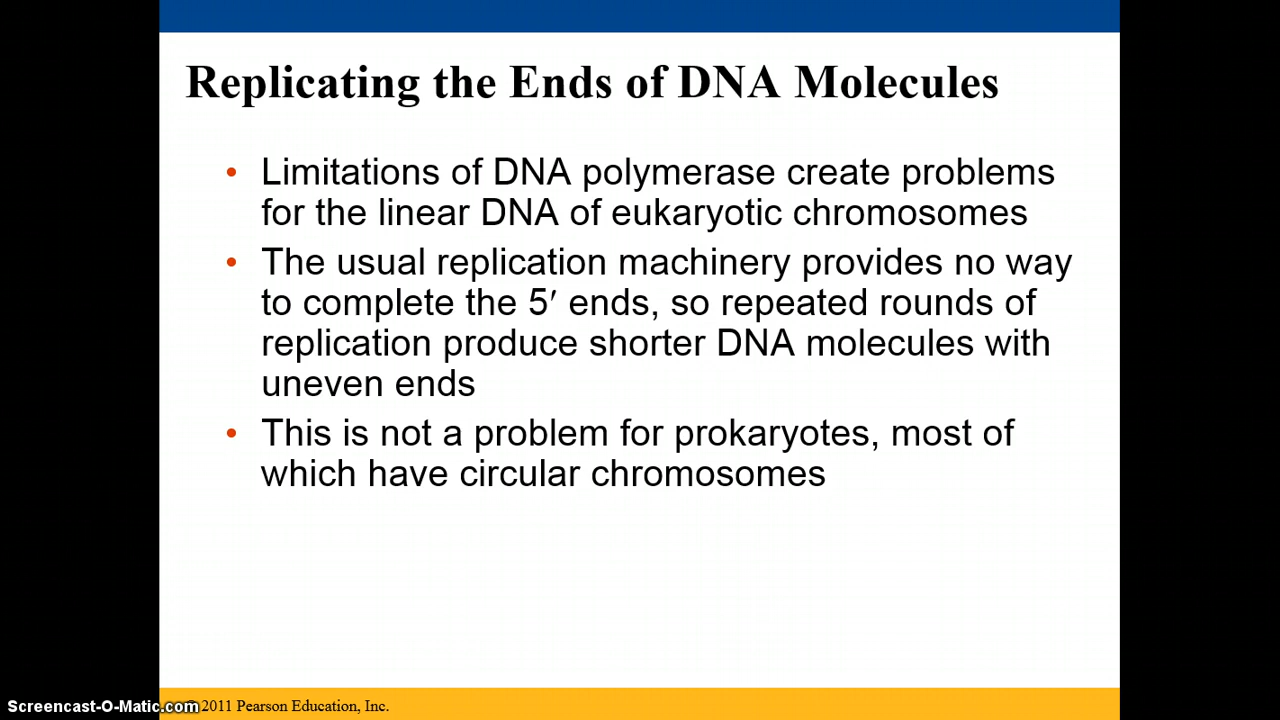 Replicating the Ends of DNA Molecules
• Limitations of DNA polymerase create problems
for the linear DNA of eukaryotic chromosomes
• The usual replication machinery provides no way
to complete the 5′ ends, so repeated rounds of
replication produce shorter DNA molecules with
uneven ends
• This is not a problem for prokaryotes, most of
which have circular chromosomes
Screencast-O-Matic.com
2011 Pearson Education, Inc.